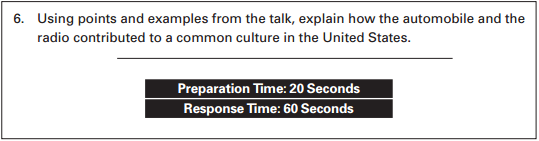 6. Using points and examples from the talk, explain how the automobile and the
radio contributed to a common culture in the United States.
Preparation Time: 20 Seconds
Response Time: 60 Seconds